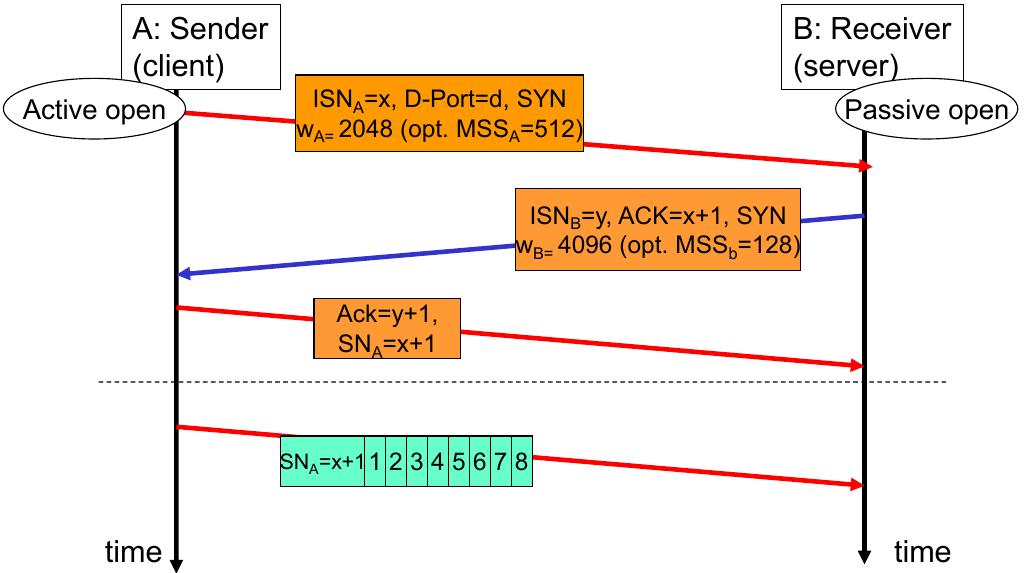 A: Sender
(client)
B: Receiver
(server)
Active open
Passive open
ISN_A=x, D-Port=d, SYN
w_A= 2048 (opt. MSS_A=512)
ISN_B=y, ACK=x+1, SYN
w_B= 4096 (opt. MSS_b=128)
Ack=y+1,
SN_A=x+1
SN_A=x+1 1 2 3 4 5 6 7 8
time
time